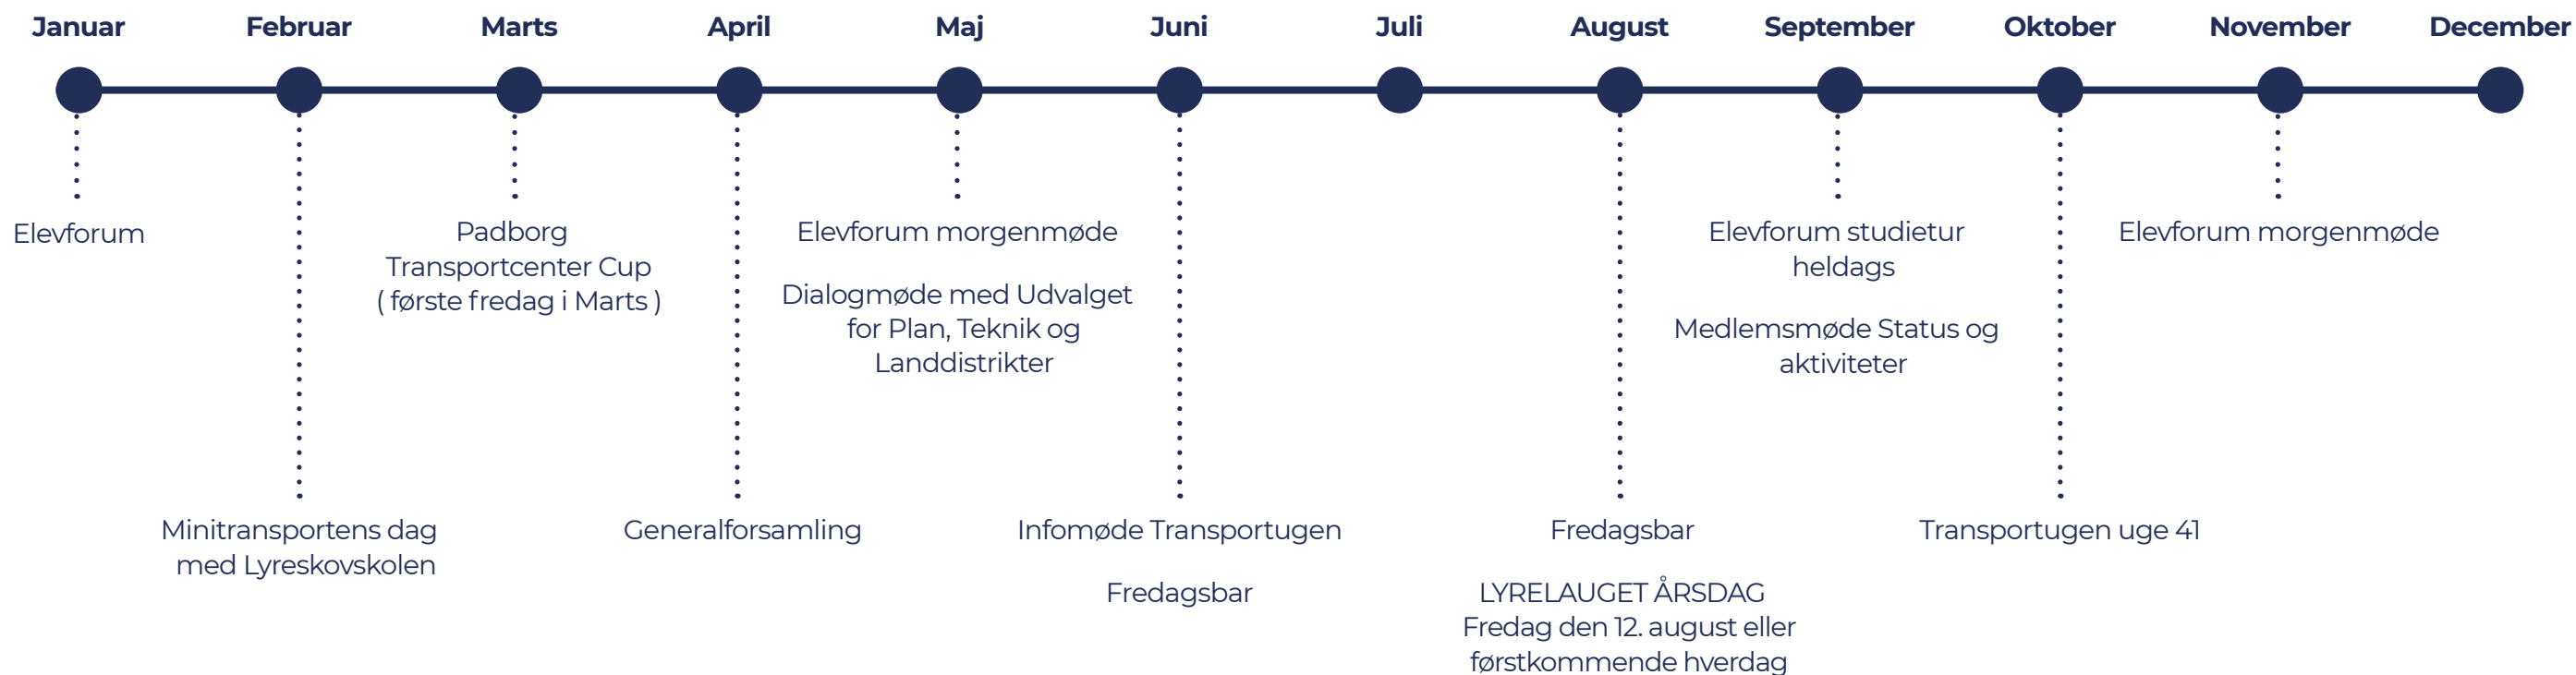 Januar
Februar
Marts
April
Maj
Juni
Juli
August
September
Oktober
November
December
Elevforum
Padborg
Transportcenter Cup
( første fredag i Marts )
Elevforum morgenmøde
Dialogmøde med Udvalget
for Plan, Teknik og
Landdistrikter
Elevforum studietur
heldags
Medlemsmøde Status og
aktiviteter
Elevforum morgenmøde
Minitransportens dag
med Lyreskovskolen
Generalforsamling
Infomøde Transportugen
Fredagsbar
Fredagsbar
LYRELAUGET ÅRSDAG
Fredag den 12. august eller
førstkommende hverdag
Transportugen uge 41